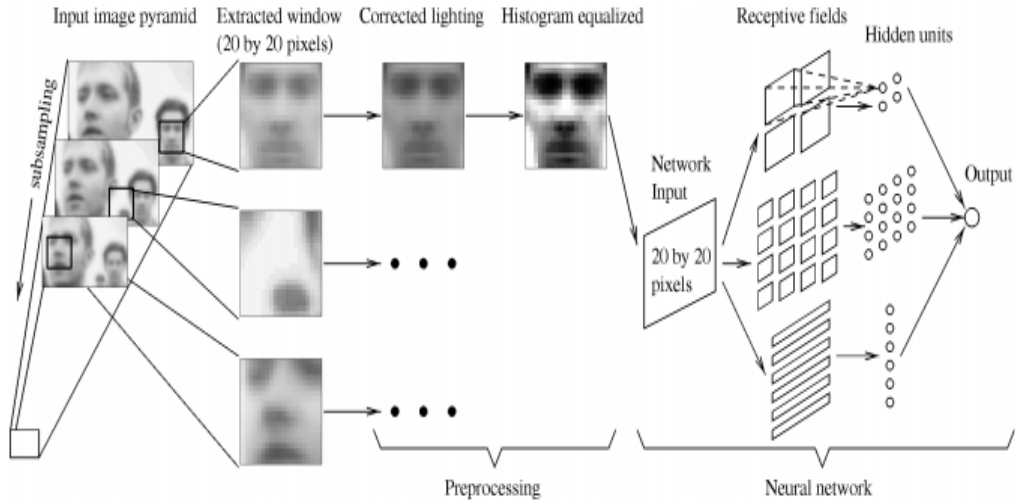 Input image pyramid
Extracted window
(20 by 20 pixels)
Corrected lighting
Histogram equalized
Receptive fields
Hidden units
subsampling
Network
Input
20 by 20
pixels
Output
Preprocessing
Neural network